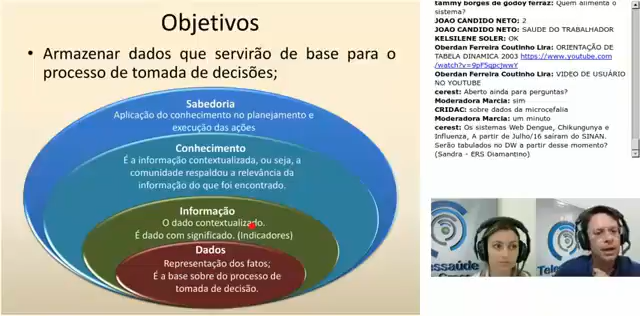 Objetivos
• Armazenar dados que servirão de base para o
processo de tomada de decisões;
Sabedoria
Aplicação do conhecimento no planejamento e
execução das ações
Conhecimento
É a informação contextualizada, ou seja, a
comunidade respaldou a relevância da
informação do que foi encontrado.
Informação
O dado contextualizado.
É dado com significado. (Indicadores)
Dados
Representação dos fatos;
É a base sobre do processo de
tomada de decisão.
tammy borges de godoy ferraz: Quem alimenta o
sistema?
JOAO CANDIDO NETO: 2
JOAO CANDIDO NETO: SAUDE DO TRABALHADOR
KELSILENE SOLER: OK
Oberdan Ferreira Coutinho Lira: ORIENTAÇÃO DE
TABELA DINAMICA 2003 https://www.youtube.com
Oberdan Ferreira Coutinho Lira: VIDEO DE USUÁRIO
NO YOUTUBE
cerest: Aberto ainda para perguntas?
Moderadora Marcia: sim
CRIDAC: sobre dados da microcefalia
Moderadora Marcia: um minuto
cerest: Os sistemas Web Dengue, Chikungunya e
Influenza, A partir de Julho/16 saíram do SINAN.
Serão tabulados no DW a partir desse momento?
(Sandra - ERS Diamantino)